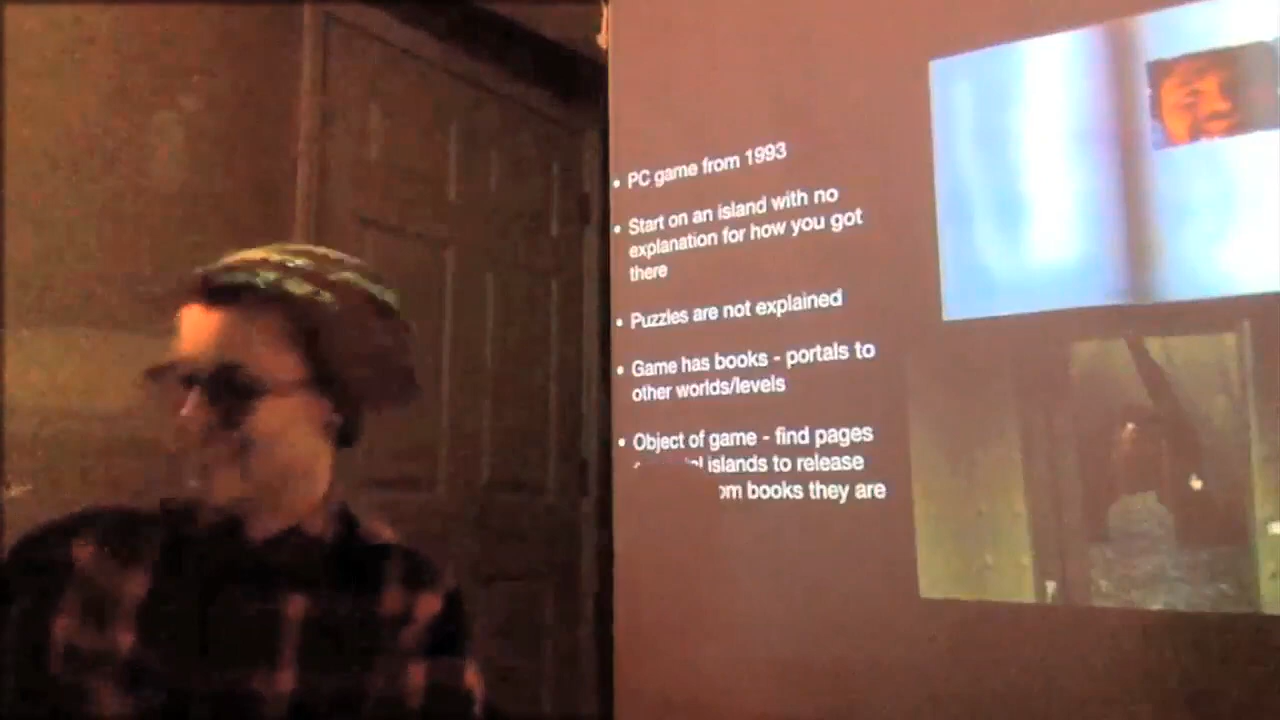 • PC game from 1993
• Start on an island with no
explanation for how you got
there
• Puzzles are not explained
• Game has books - portals to
other worlds/levels
• Object of game - find pages
islands to release
books they are